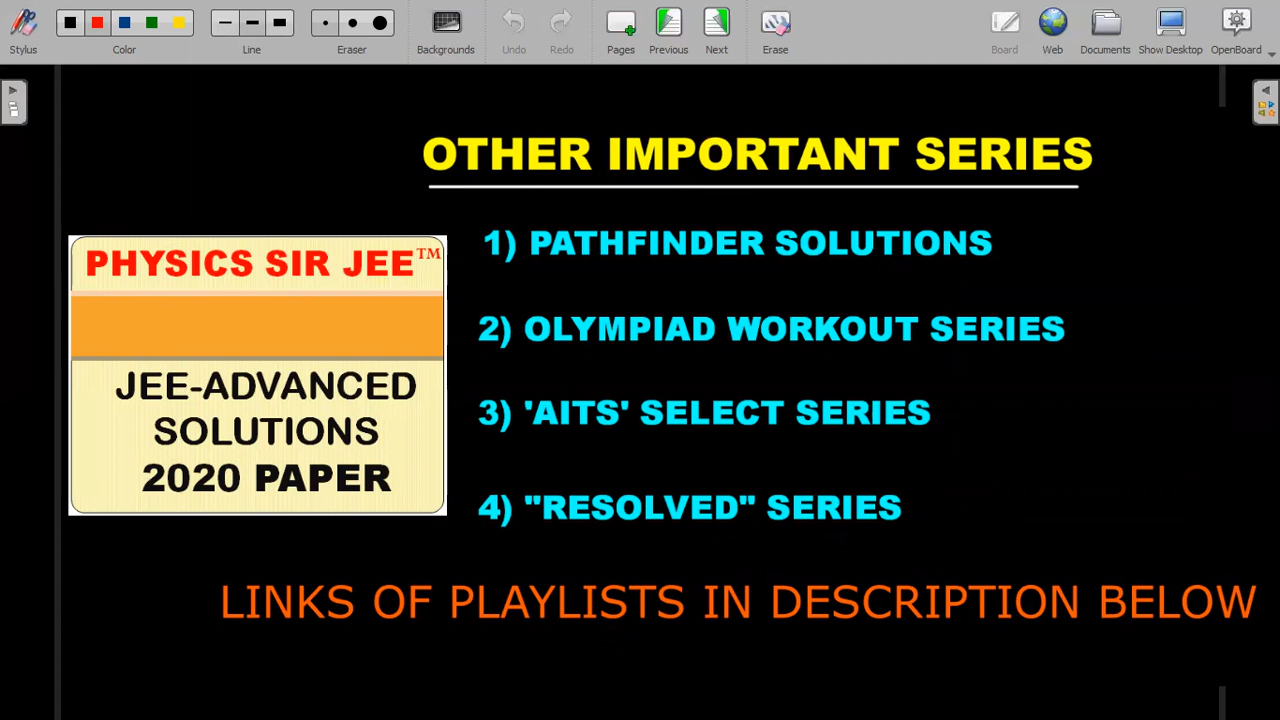 Stylus
Color
Line
Eraser
Backgrounds
Undo
Redo
Pages
Previous
Next
Erase
Board
Web
Documents
Show Desktop
OpenBoard
OTHER IMPORTANT SERIES
PHYSICS SIR JEE™
JEE-ADVANCED
SOLUTIONS
2020 PAPER
1) PATHFINDER SOLUTIONS
2) OLYMPIAD WORKOUT SERIES
3) 'AITS' SELECT SERIES
4) "RESOLVED" SERIES
LINKS OF PLAYLISTS IN DESCRIPTION BELOW